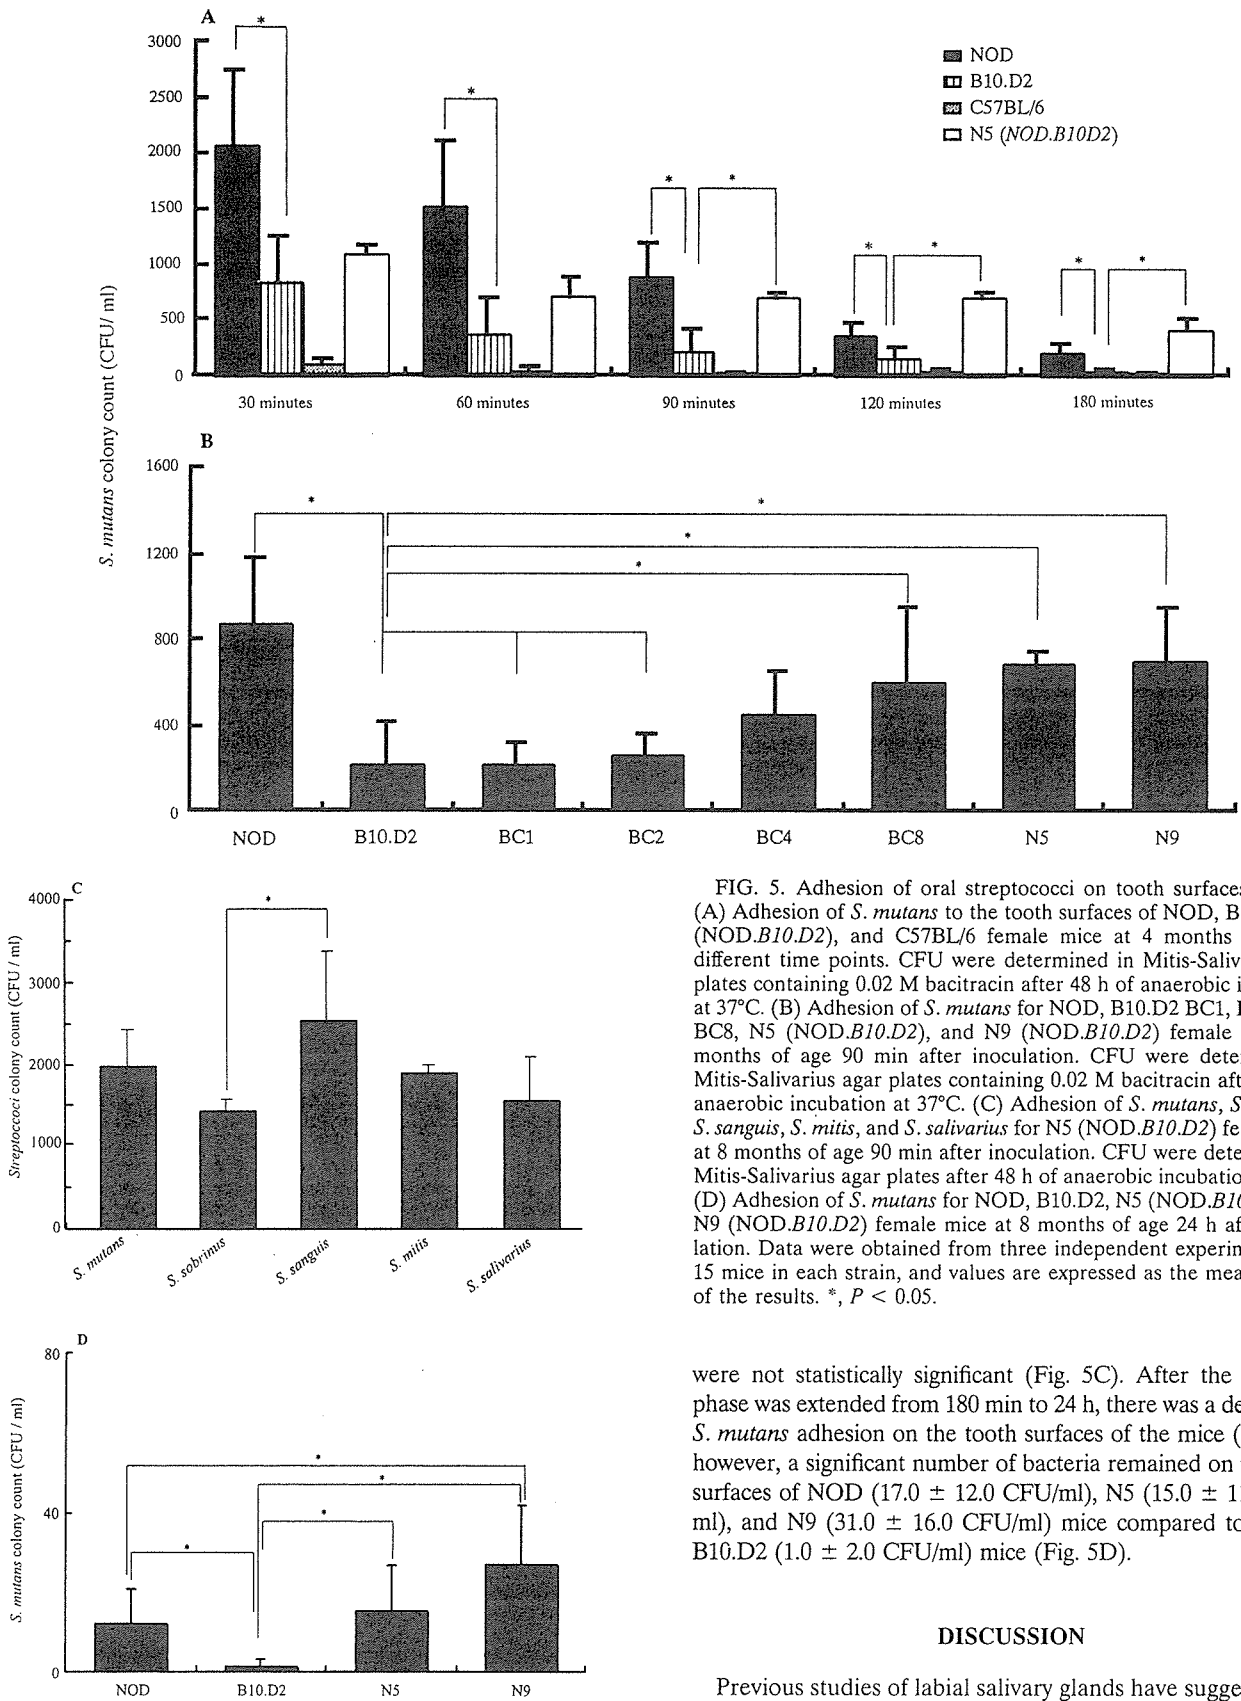 A
3000
2500
2000
1500
1000
500
0
S. mutans colony count (CFU/ ml)
NOD
B10.D2
C57BL/6
N5 (NOD.B10D2)
*
*
* *
* *
* *
30 minutes 60 minutes 90 minutes 120 minutes 180 minutes
B
1600
1200
800
400
0
* *
*
*
NOD B10.D2 BC1 BC2 BC4 BC8 N5 N9
C
4000
3000
2000
1000
0
Streptoccoci colony count (CFU / ml)
*
S. mutans S. sobrinus S. sanguis S. mitis S. salivarius
D
80
40
0
S. mutans colony count (CFU / ml)
*
*
*
*
NOD B10.D2 N5 N9
FIG. 5. Adhesion of oral streptococci on tooth surfaces
(A) Adhesion of S. mutans to the tooth surfaces of NOD, B
(NOD.B10.D2), and C57BL/6 female mice at 4 months
different time points. CFU were determined in Mitis-Saliv
plates containing 0.02 M bacitracin after 48 h of anaerobic i
at 37°C. (B) Adhesion of S. mutans for NOD, B10.D2 BC1,
BC8, N5 (NOD.B10.D2), and N9 (NOD.B10.D2) female
months of age 90 min after inoculation. CFU were deter
Mitis-Salivarius agar plates containing 0.02 M bacitracin aft
anaerobic incubation at 37°C. (C) Adhesion of S. mutans, S
S. sanguis, S. mitis, and S. salivarius for N5 (NOD.B10.D2) fe
at 8 months of age 90 min after inoculation. CFU were dete
Mitis-Salivarius agar plates after 48 h of anaerobic incubatio
(D) Adhesion of S. mutans for NOD, B10.D2, N5 (NOD.B10
N9 (NOD.B10.D2) female mice at 8 months of age 24 h af
lation. Data were obtained from three independent experim
15 mice in each strain, and values are expressed as the mea
of the results. *, P < 0.05.
were not statistically significant (Fig. 5C). After the
phase was extended from 180 min to 24 h, there was a de
S. mutans adhesion on the tooth surfaces of the mice (
however, a significant number of bacteria remained on
surfaces of NOD (17.0 ± 12.0 CFU/ml), N5 (15.0 ± 1
ml), and N9 (31.0 ± 16.0 CFU/ml) mice compared to
B10.D2 (1.0 ± 2.0 CFU/ml) mice (Fig. 5D).
DISCUSSION
Previous studies of labial salivary glands have sugge